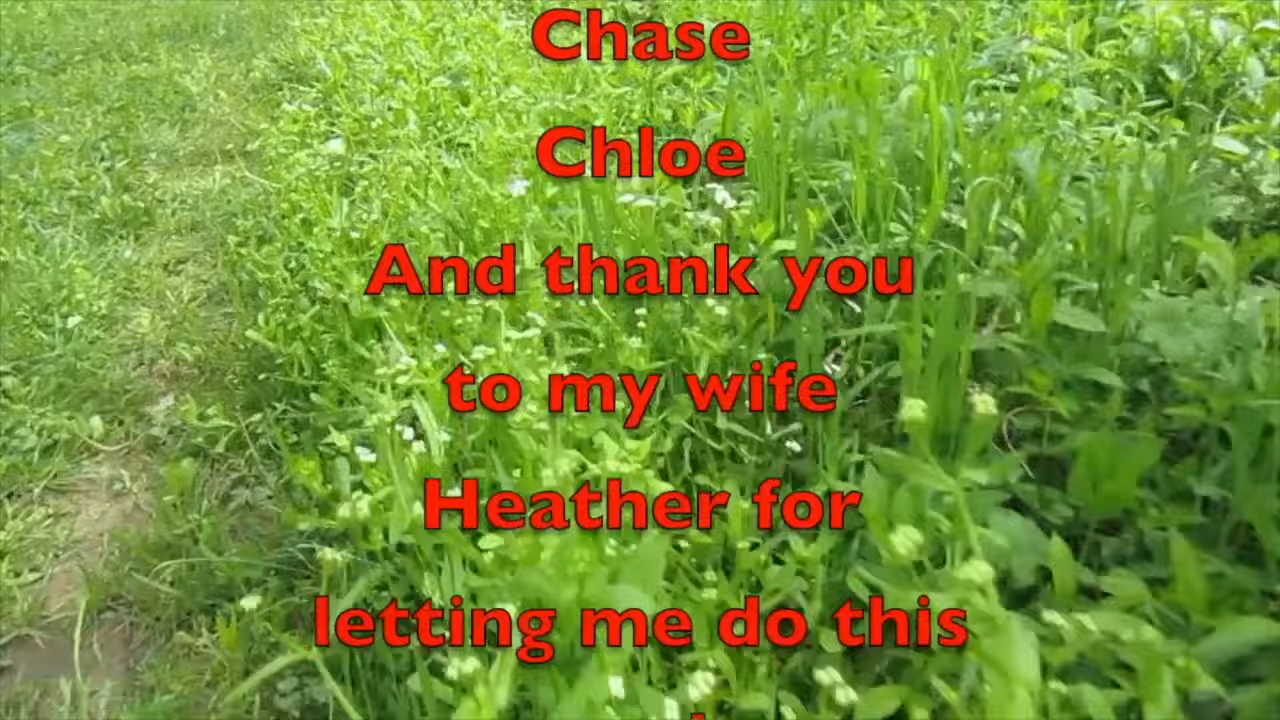 Chase
Chloe
And thank you
to my wife
Heather for
letting me do this